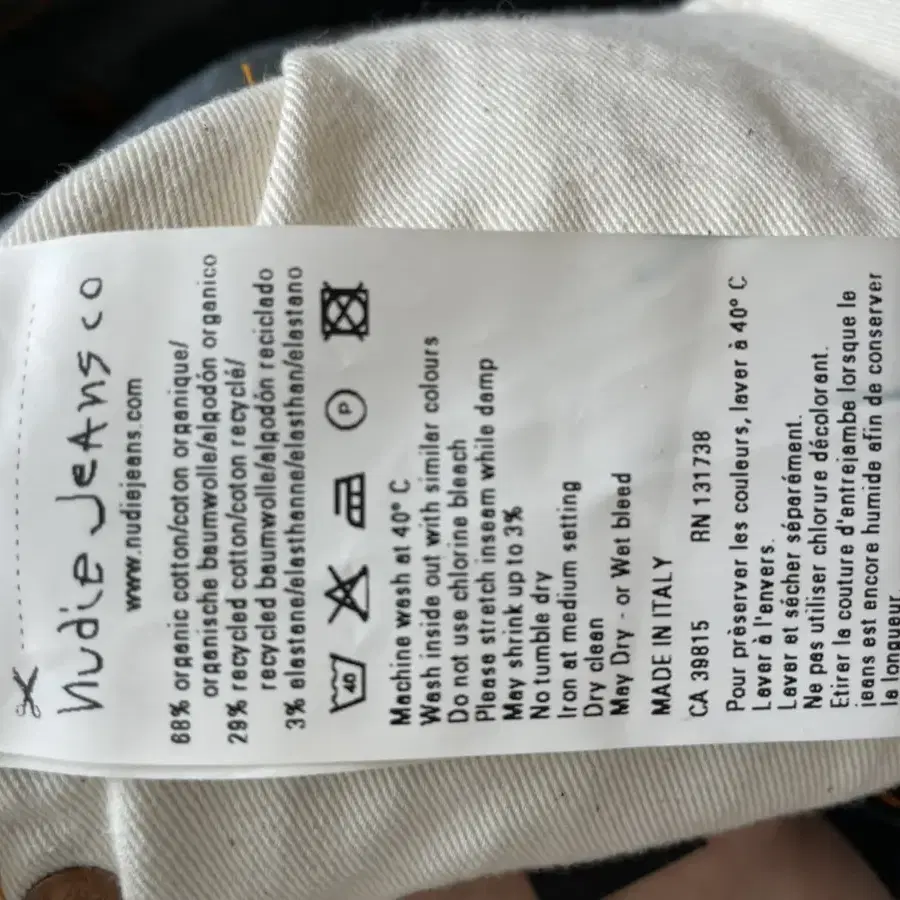 nudie Jeans co
www.nudiejeans.com
68% organic cotton/coton organique/
organische baumwolle/algodón organico
29% recycled cotton/coton recyclé/
recycled baumwolle/algodón reciclado
3% elastane/elasthanne/elasthan/elastano
40
P
Machine wash at 40° C
Wash inside out with similar colours
Do not use chlorine bleach
Please stretch inseam while damp
May shrink up to 3%
No tumble dry
Iron at medium setting
Dry clean
May Dry - or Wet bleed
MADE IN ITALY
CA 39815 RN 131738
Pour prèserver les couleurs, laver à 40° C
Laver à l'envers.
Laver et sécher séparément.
Ne pas utiliser chlorure décolorant.
Etirer la couture d'entrejambe lorsque le
jeans est encore humide afin de conserver
la longueur